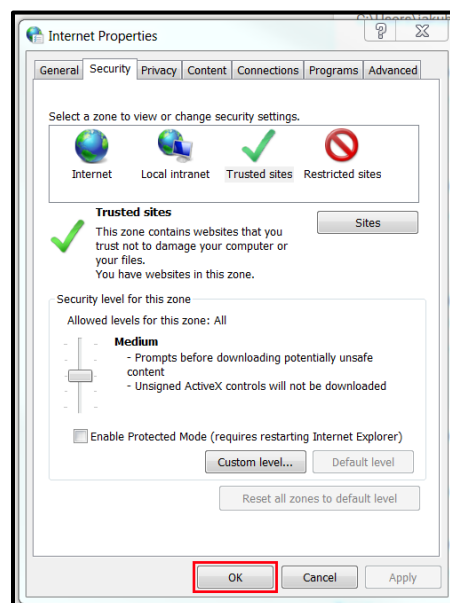 Internet Properties
General Security Privacy Content Connections Programs Advanced
Select a zone to view or change security settings.
Internet Local intranet Trusted sites Restricted sites
Trusted sites
This zone contains websites that you
trust not to damage your computer or
your files.
You have websites in this zone.
Sites
Security level for this zone
Allowed levels for this zone: All
Medium
- Prompts before downloading potentially unsafe
content
- Unsigned ActiveX controls will not be downloaded
Enable Protected Mode (requires restarting Internet Explorer)
Custom level... Default level
Reset all zones to default level
OK Cancel Apply